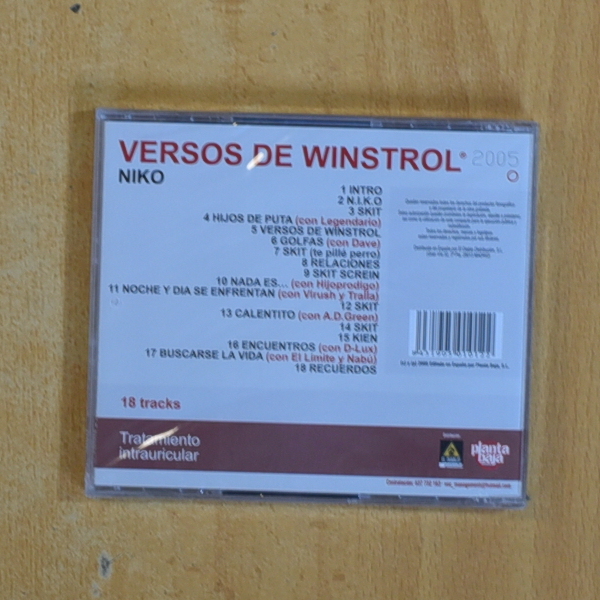 VERSOS DE WINSTROL® 2005
NIKO
1 INTRO
2 N.I.K.O
3 SKIT
4 HIJOS DE PUTA (con Legendario)
5 VERSOS DE WINSTROL
6 GOLFAS (con Dave)
7 SKIT (te pillé perro)
8 RELACIONES
9 SKIT SCREIN
10 NADA ES... (con Hijoprodigo)
11 NOCHE Y DIA SE ENFRENTAN (con Virush y Tralla)
12 SKIT
13 CALENTITO (con A.D.Green)
14 SKIT
15 KIEN
16 ENCUENTROS (con D-Lux)
17 BUSCARSE LA VIDA (con El Límite y Nabú)
18 RECUERDOS
18 tracks
Tratamiento
intrauricular
planta
baja